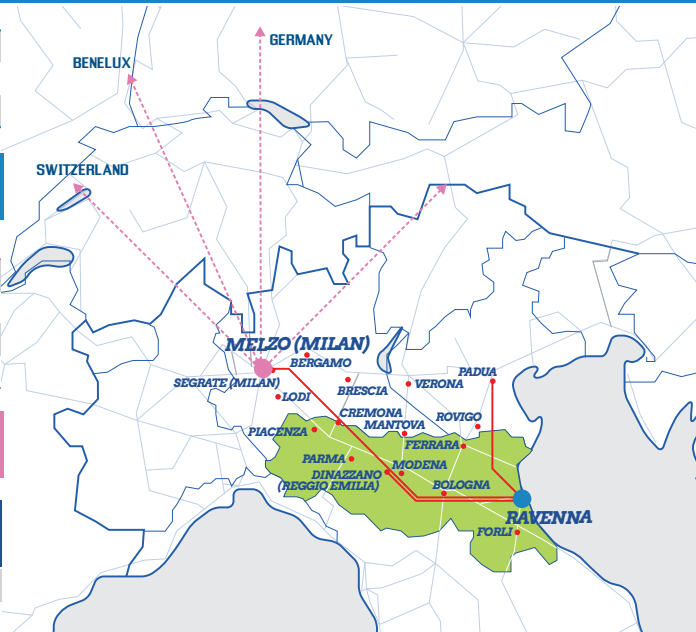 GERMANY
BENELUX
SWITZERLAND
MELZO (MILAN)
BERGAMO
SEGRATE (MILAN)
BRESCIA
VERONA
PADUA
LODI
CREMONA
MANTOVA
ROVIGO
PIACENZA
FERRARA
PARMA
MODENA
DINAZZANO
(REGGIO EMILIA)
BOLOGNA
RAVENNA
FORLI